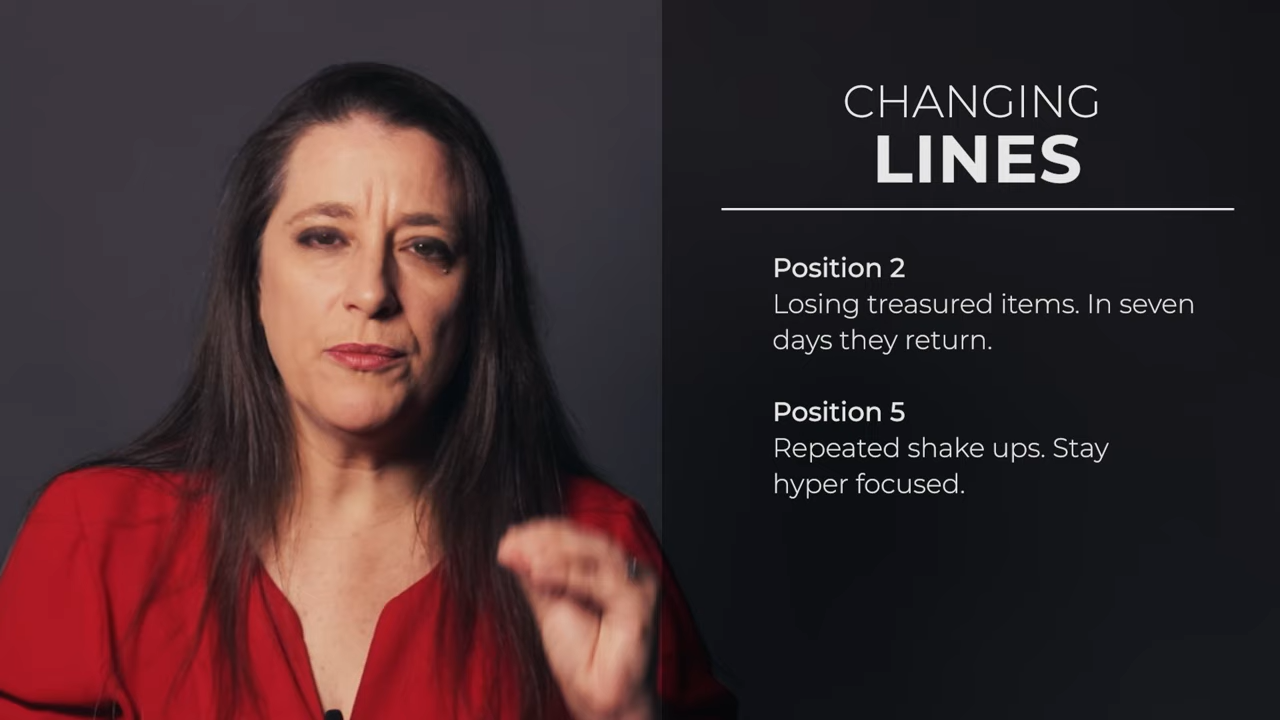 CHANGING
LINES
Position 2
Losing treasured items. In seven
days they return.
Position 5
Repeated shake ups. Stay
hyper focused.